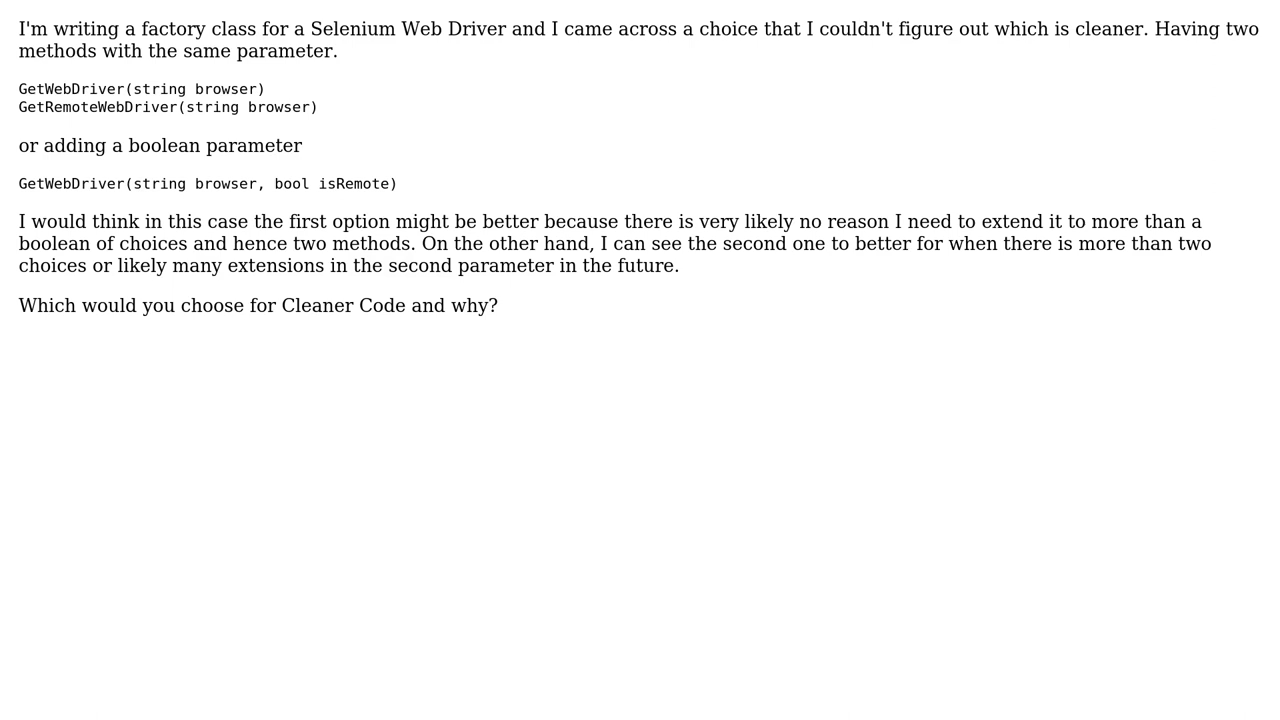 I'm writing a factory class for a Selenium Web Driver and I came across a choice that I couldn't figure out which is cleaner. Having two
methods with the same parameter.
GetWebDriver(string browser)
GetRemoteWebDriver(string browser)
or adding a boolean parameter
GetWebDriver(string browser, bool isRemote)
I would think in this case the first option might be better because there is very likely no reason I need to extend it to more than a
boolean of choices and hence two methods. On the other hand, I can see the second one to better for when there is more than two
choices or likely many extensions in the second parameter in the future.
Which would you choose for Cleaner Code and why?